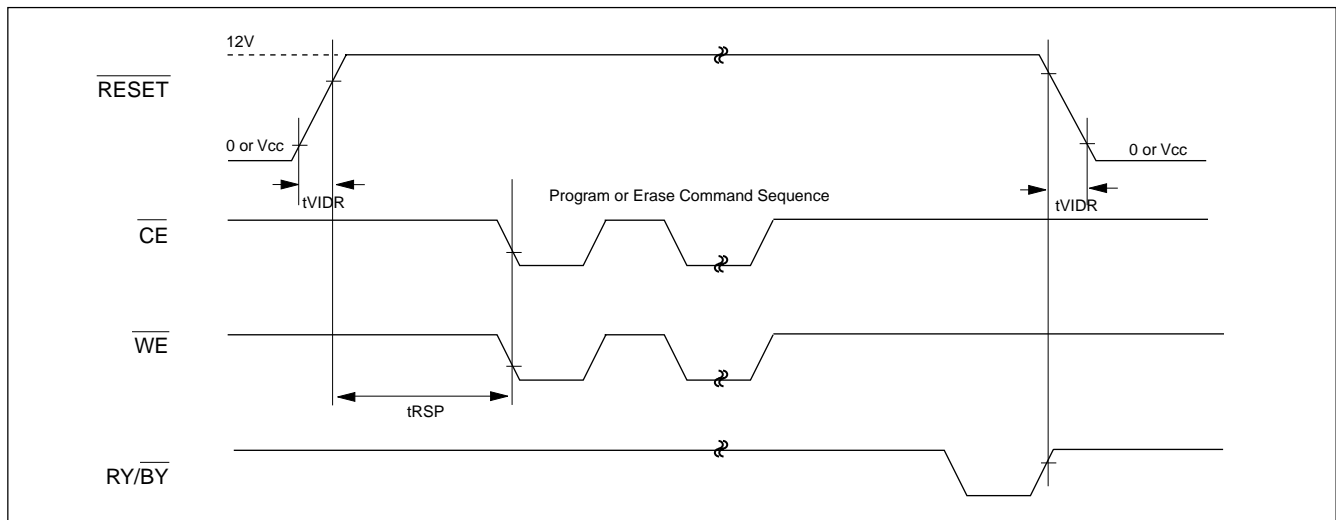 12V
RESET
0 or Vcc
0 or Vcc
tVIDR
Program or Erase Command Sequence
tVIDR
CE
WE
tRSP
RY/BY